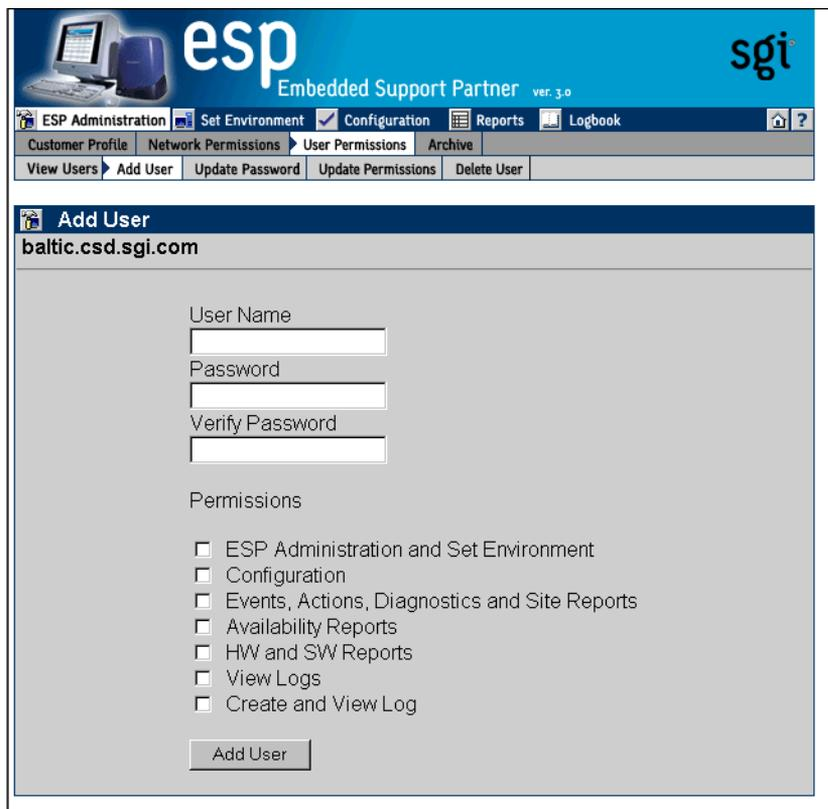 esp
sgi
Embedded Support Partner ver. 3.0
ESP Administration Set Environment Configuration Reports Logbook ?
Customer Profile Network Permissions User Permissions Archive
View Users Add User Update Password Update Permissions Delete User
Add User
baltic.csd.sgi.com
User Name
Password
Verify Password
Permissions
ESP Administration and Set Environment
Configuration
Events, Actions, Diagnostics and Site Reports
Availability Reports
HW and SW Reports
View Logs
Create and View Log
Add User